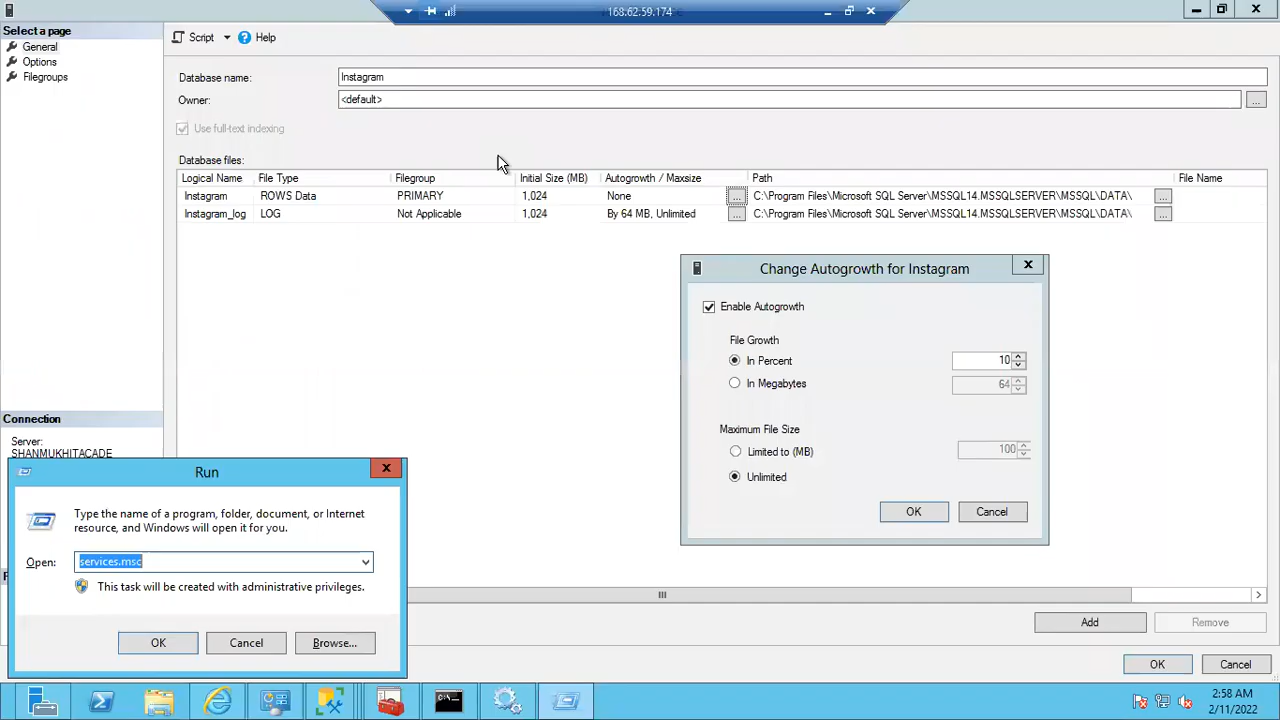 168.62.59.174
Select a page
General
Options
Filegroups
Script
Help
Database name:
Instagram
Owner:
<default>
...
Use full-text indexing
Database files:
Logical Name File Type Filegroup Initial Size (MB) Autogrowth / Maxsize Path File Name
Instagram ROWS Data PRIMARY 1,024 None ... C:\Program Files\Microsoft SQL Server\MSSQL14.MSSQLSERVER\MSSQL\DATA\ ...
Instagram_log LOG Not Applicable 1,024 By 64 MB, Unlimited ... C:\Program Files\Microsoft SQL Server\MSSQL14.MSSQLSERVER\MSSQL\DATA\ ...
Change Autogrowth for Instagram
Enable Autogrowth
File Growth
In Percent 10
In Megabytes 64
Maximum File Size
Limited to (MB) 100
Unlimited
OK Cancel
Connection
Server:
SHANMUKHITACADE
Run
Type the name of a program, folder, document, or Internet
resource, and Windows will open it for you.
Open: services.msc
This task will be created with administrative privileges.
OK Cancel Browse...
Add Remove
OK Cancel
2:58 AM
2/11/2022